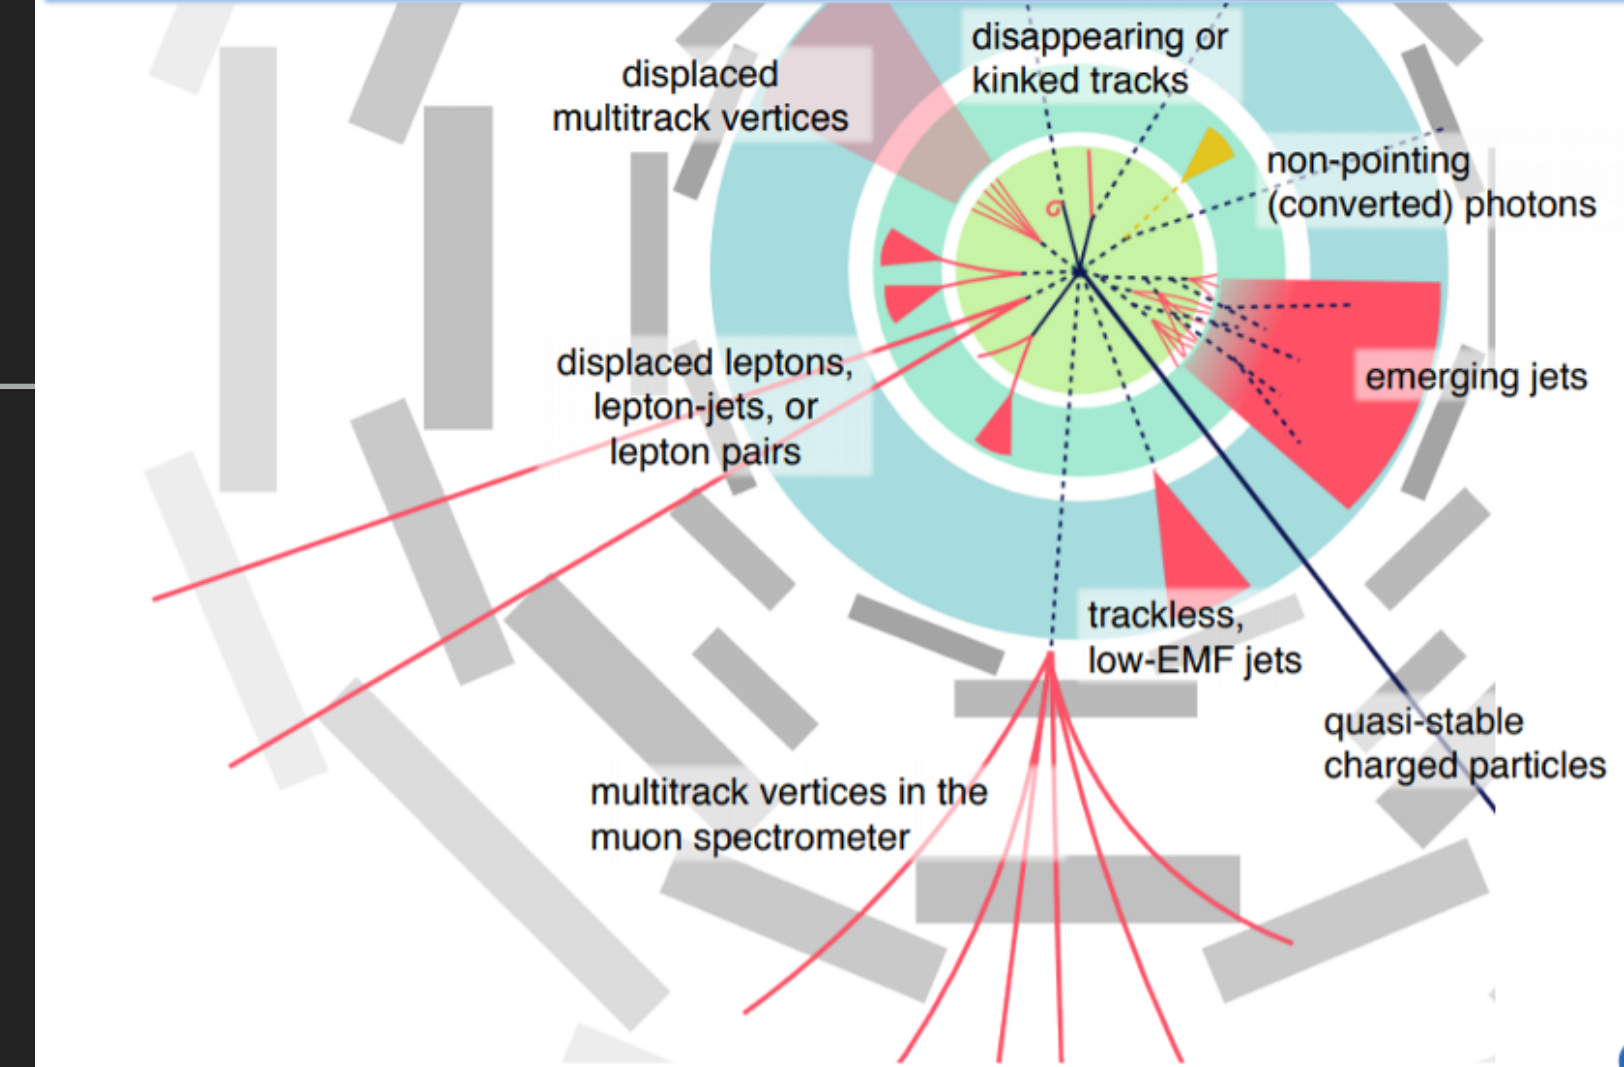 disappearing or
kinked tracks
displaced
multitrack vertices
non-pointing
(converted) photons
displaced leptons,
lepton-jets, or
lepton pairs
emerging jets
trackless,
low-EMF jets
quasi-stable
charged particles
multitrack vertices in the
muon spectrometer